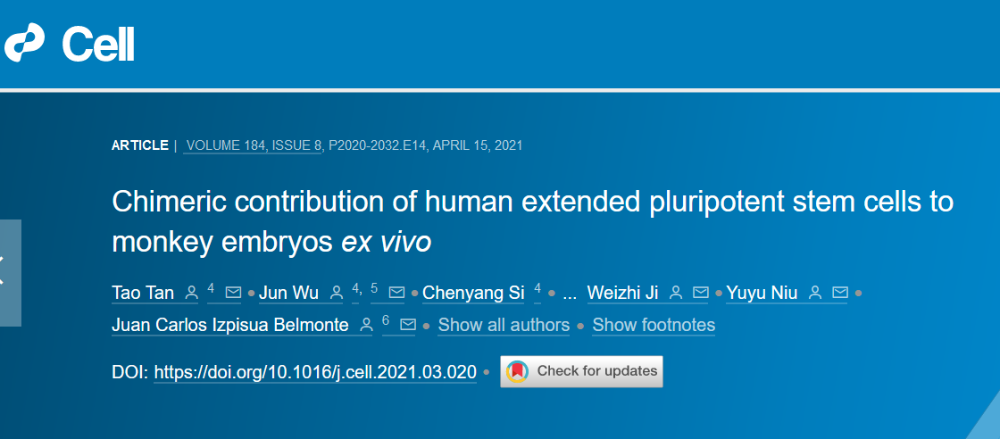 Cell
ARTICLE | VOLUME 184, ISSUE 8, P2020-2032.E14, APRIL 15, 2021
Chimeric contribution of human extended pluripotent stem cells to
monkey embryos ex vivo
Tao Tan 4 • Jun Wu 4, 5 • Chenyang Si 4 • ... Weizhi Ji • Yuyu Niu •
Juan Carlos Izpisua Belmonte 6 • Show all authors • Show footnotes
DOI: https://doi.org/10.1016/j.cell.2021.03.020 • Check for updates